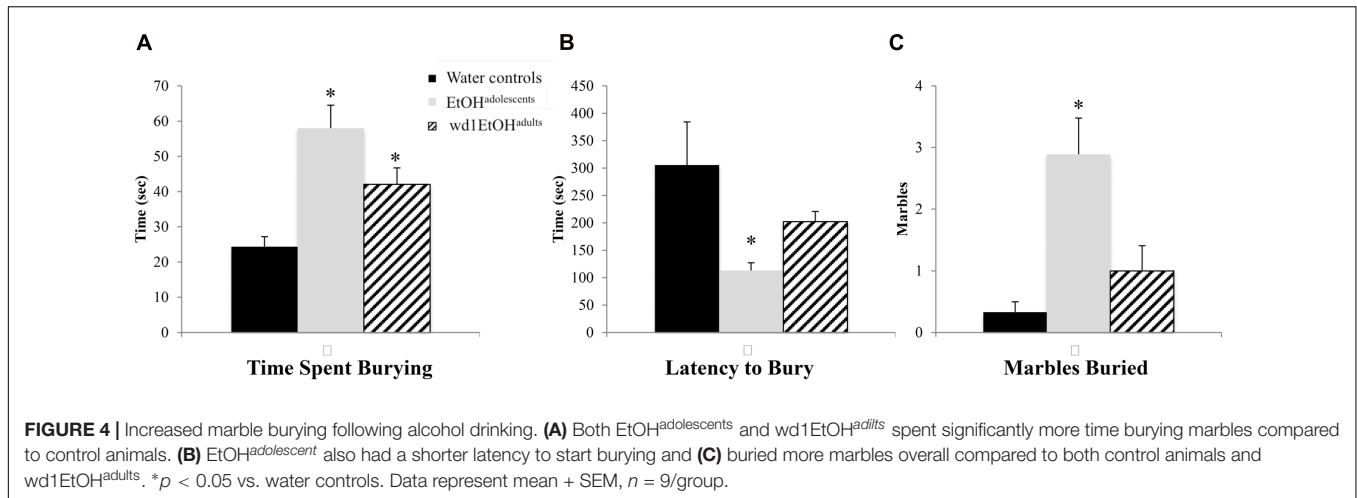 A
B
C
Water controls
EtOHadolescents
wd1EtOHadults
*
*
70
60
50
40
30
20
10
0
Time (sec)
Time Spent Burying
450
400
350
300
250
200
150
100
50
0
Time (sec)
*
Latency to Bury
4
3
2
1
0
Marbles
*
Marbles Buried
FIGURE 4 | Increased marble burying following alcohol drinking. (A) Both EtOHadolescents and wd1EtOHadilts spent significantly more time burying marbles compared
to control animals. (B) EtOHadolescent also had a shorter latency to start burying and (C) buried more marbles overall compared to both control animals and
wd1EtOHadults. *p < 0.05 vs. water controls. Data represent mean + SEM, n = 9/group.